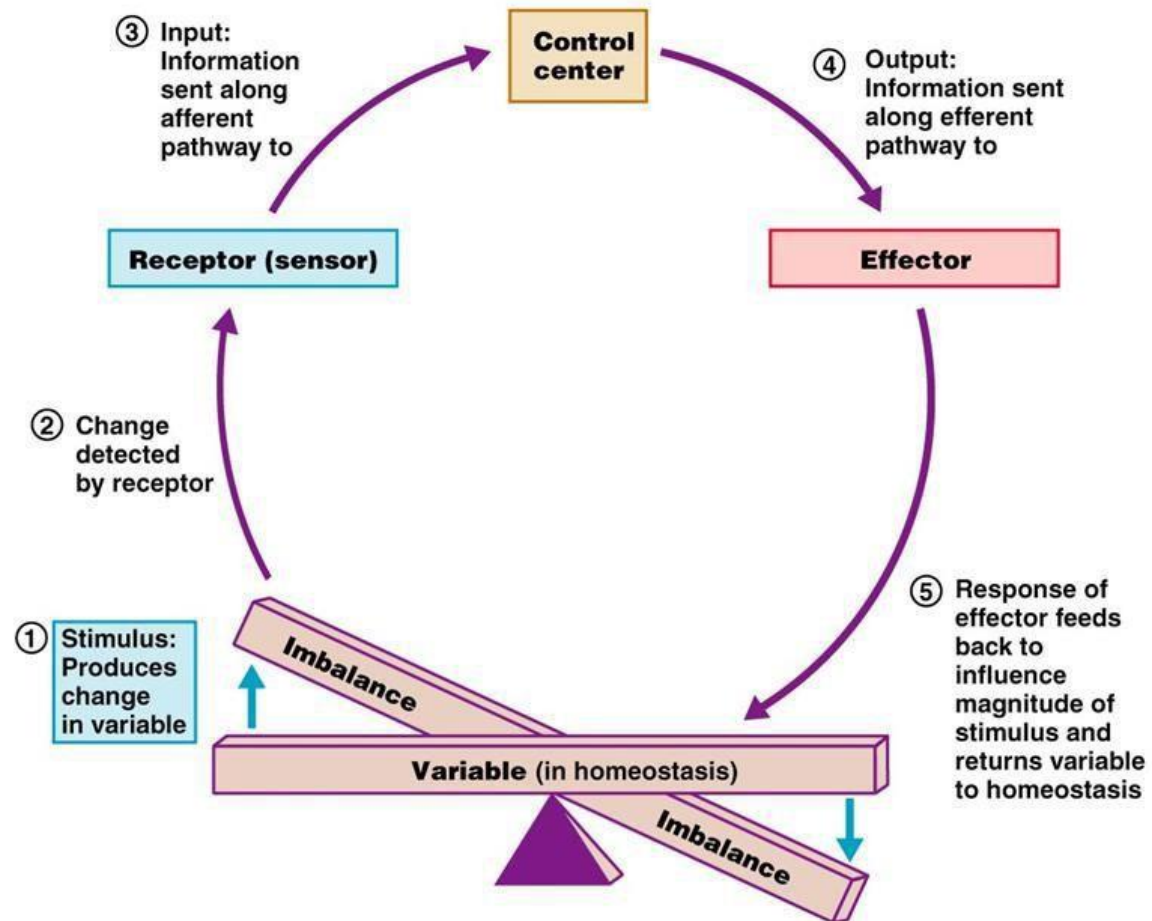 ③ Input:
Information
sent along
afferent
pathway to
Control
center
④ Output:
Information sent
along efferent
pathway to
Receptor (sensor)
Effector
② Change
detected
by receptor
① Stimulus:
Produces
change
in variable
Imbalance
Variable (in homeostasis)
Imbalance
⑤ Response of
effector feeds
back to
influence
magnitude of
stimulus and
returns variable
to homeostasis